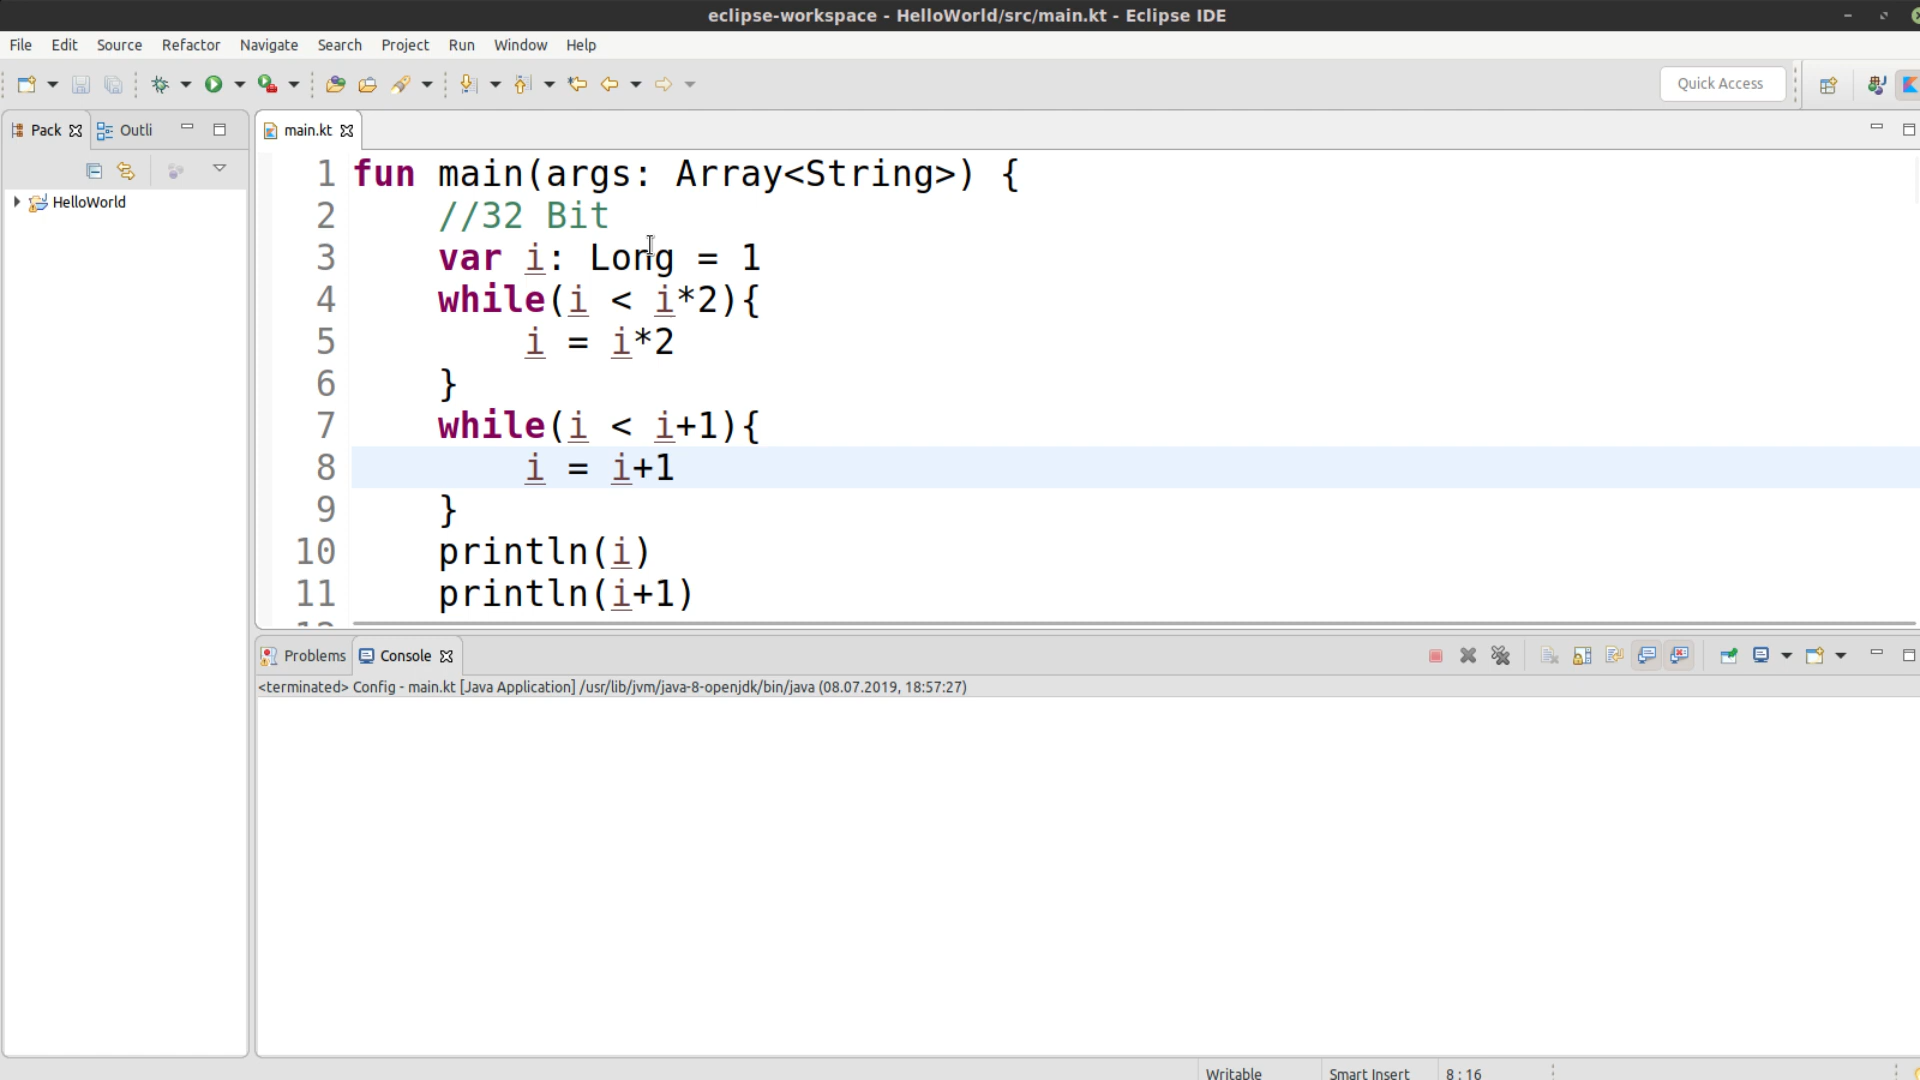 eclipse-workspace - HelloWorld/src/main.kt - Eclipse IDE
File Edit Source Refactor Navigate Search Project Run Window Help
Quick Access
Pack Outli
main.kt
HelloWorld
1 fun main(args: Array<String>) {
2 //32 Bit
3 var i: Long = 1
4 while(i < i*2){
5 i = i*2
6 }
7 while(i < i+1){
8 i = i+1
9 }
10 println(i)
11 println(i+1)
Problems Console
<terminated> Config - main.kt [Java Application] /usr/lib/jvm/java-8-openjdk/bin/java (08.07.2019, 18:57:27)
Writable Smart Insert 8 : 16